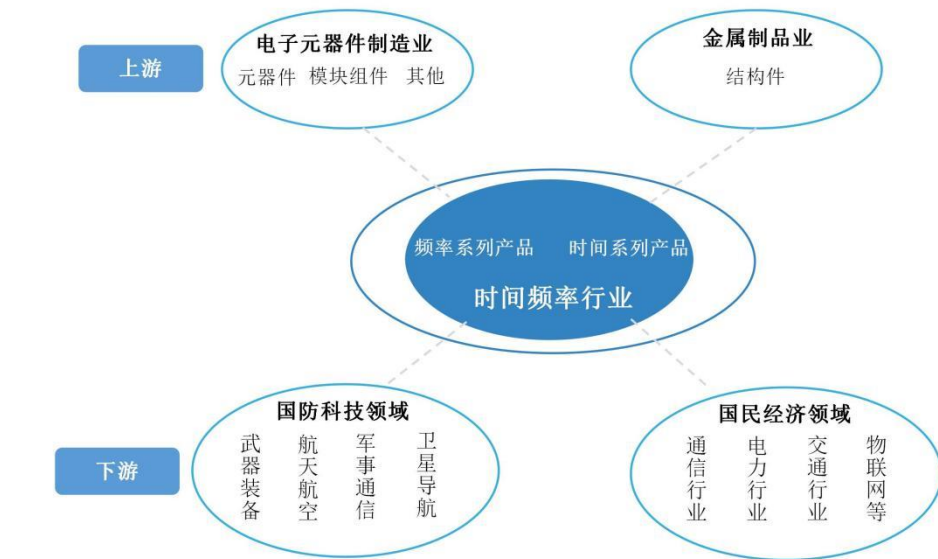 上游
电子元器件制造业
元器件 模块组件 其他
金属制品业
结构件
频率系列产品 时间系列产品
时间频率行业
下游
国防科技领域
武器装备
航天航空
军事通信
卫星导航
国民经济领域
通信行业
电力行业
交通行业
物联网等